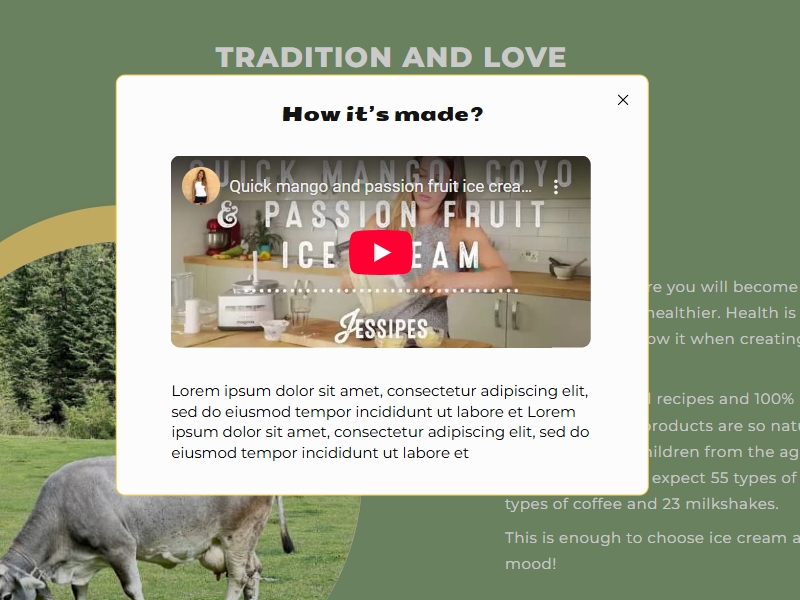 TRADITION AND LOVE
How it's made?
QUICK MANGO, COYO
Quick mango and passion fruit ice crea...
& PASSION FRUIT
ICE EAM
JESSIPES
Lorem ipsum dolor sit amet, consectetur adipiscing elit,
sed do eiusmod tempor incididunt ut labore et Lorem
ipsum dolor sit amet, consectetur adipiscing elit, sed do
eiusmod tempor incididunt ut labore et
re you will become
healthier. Health is
ow it when creating
recipes and 100%
products are so natu
hildren from the ag
expect 55 types of
types of coffee and 23 milkshakes.
This is enough to choose ice cream a
mood!